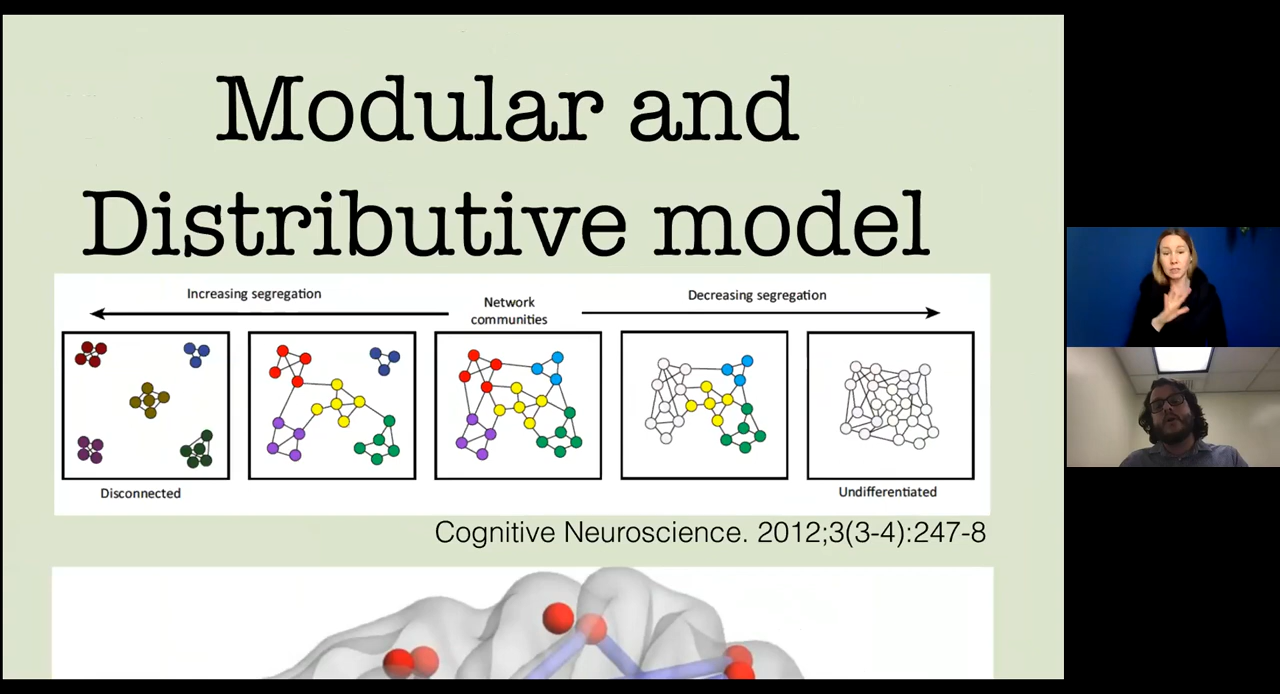 Modular and
Distributive model
Increasing segregation
Network
communities
Decreasing segregation
Disconnected
Undifferentiated
Cognitive Neuroscience. 2012;3(3-4):247-8